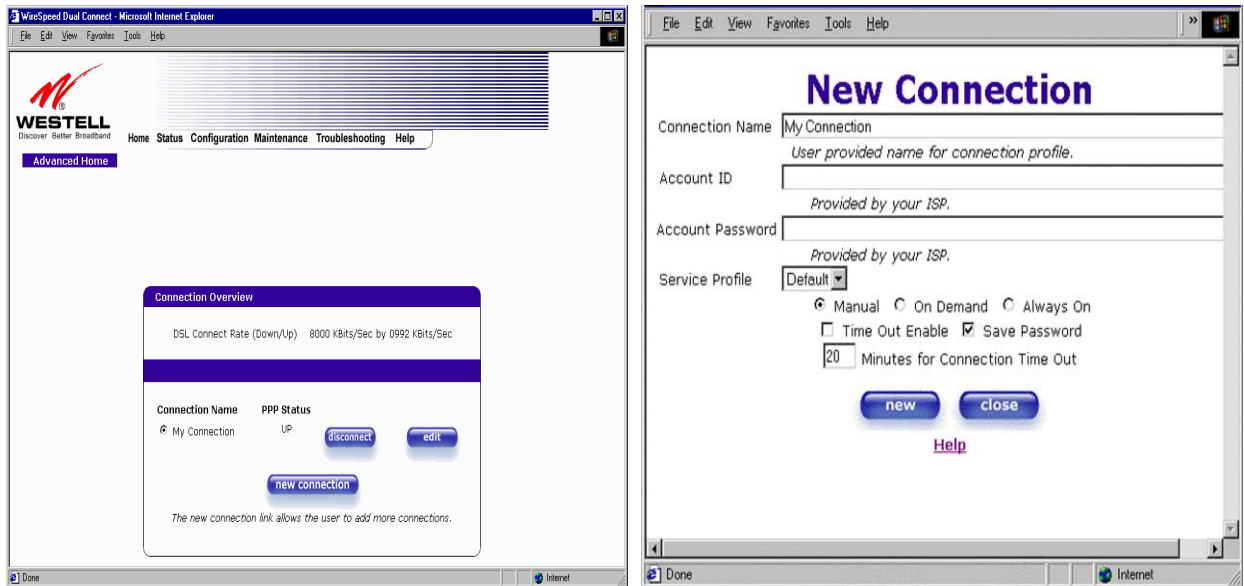 WireSpeed Dual Connect - Microsoft Internet Explorer
File Edit View Favorites Tools Help
WESTELL
®
Discover Better Broadband
Home Status Configuration Maintenance Troubleshooting Help
Advanced Home
Connection Overview
DSL Connect Rate (Down/Up) 8000 KBits/Sec by 0992 KBits/Sec
Connection Name PPP Status
My Connection UP disconnect edit
new connection
The new connection link allows the user to add more connections.
Done Internet
File Edit View Favorites Tools Help »
New Connection
Connection Name My Connection
User provided name for connection profile.
Account ID
Provided by your ISP.
Account Password
Provided by your ISP.
Service Profile Default
Manual On Demand Always On
Time Out Enable Save Password
20 Minutes for Connection Time Out
new close
Help
Done Internet